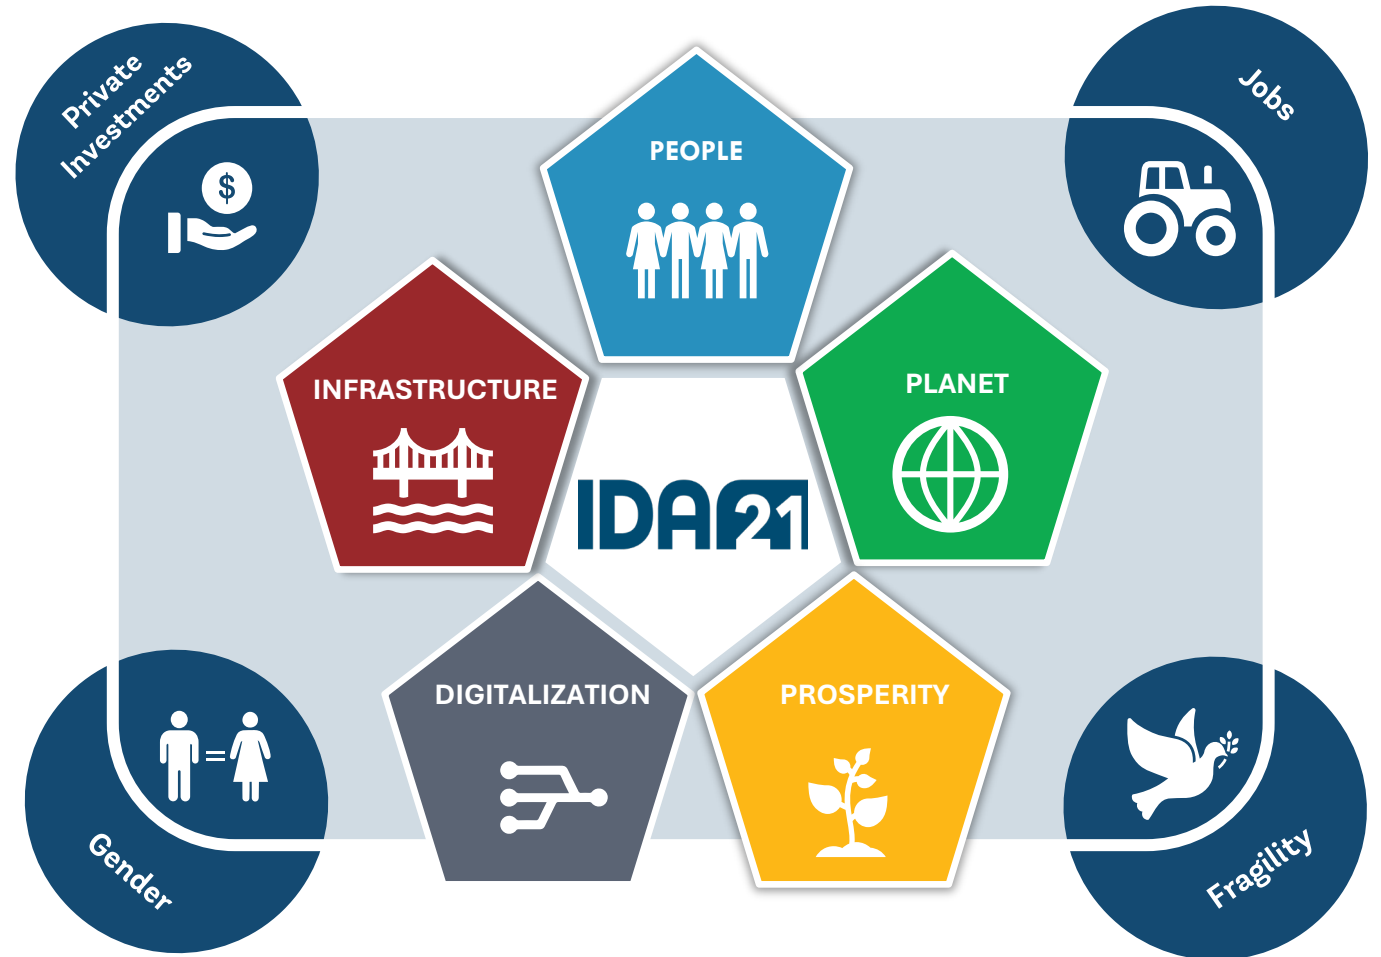 Private
Investments
$
Jobs
PEOPLE
INFRASTRUCTURE
PLANET
IDA21
DIGITALIZATION
PROSPERITY
=
Gender
Fragility